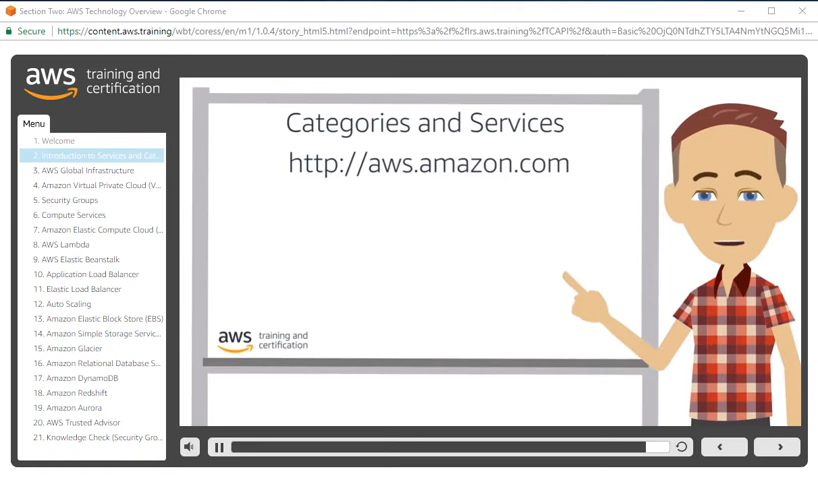 Section Two: AWS Technology Overview - Google Chrome
Secure https://content.aws.training/wbt/coress/en/m1/1.0.4/story_html5.html?endpoint=https%3a%2f%2flrs.aws.training%2fTCAPI%2f&auth=Basic%20OjQ0NTdhZTY5LTA4NmYtNGQ5Mi1...
aws training and certification
Menu
1. Welcome
2. Introduction to Services and Cat...
3. AWS Global Infrastructure
4. Amazon Virtual Private Cloud (V...
5. Security Groups
6. Compute Services
7. Amazon Elastic Compute Cloud (...
8. AWS Lambda
9. AWS Elastic Beanstalk
10. Application Load Balancer
11. Elastic Load Balancer
12. Auto Scaling
13. Amazon Elastic Block Store (EBS)
14. Amazon Simple Storage Servic...
15. Amazon Glacier
16. Amazon Relational Database S...
17. Amazon DynamoDB
18. Amazon Redshift
19. Amazon Aurora
20. AWS Trusted Advisor
21. Knowledge Check (Security Gro...
Categories and Services
http://aws.amazon.com
aws training and certification